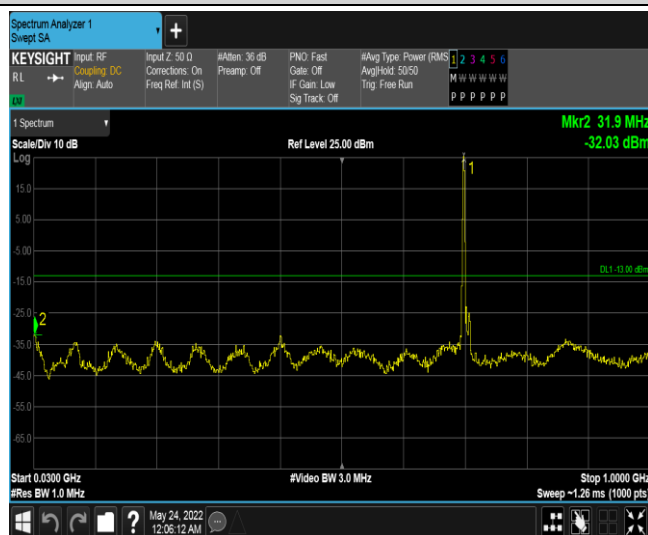 Spectrum Analyzer 1
Swept SA
+
KEYSIGHT
RL
LXI
Input: RF
Coupling: DC
Align: Auto
Input Z: 50 Ω
Corrections: On
Freq Ref: Int (S)
#Atten: 36 dB
Preamp: Off
PNO: Fast
Gate: Off
IF Gain: Low
Sig Track: Off
#Avg Type: Power (RMS
Avg|Hold: 50/50
Trig: Free Run
1 2 3 4 5 6
M W W W W W
P P P P P P
1 Spectrum
Mkr2 31.9 MHz
-32.03 dBm
Scale/Div 10 dB
Ref Level 25.00 dBm
Log
1
15.0
5.00
-5.00
-15.0
DL1 -13.00 dBm
-25.0
2
-35.0
-45.0
-55.0
-65.0
Start 0.0300 GHz
#Video BW 3.0 MHz
Stop 1.0000 GHz
#Res BW 1.0 MHz
Sweep ~1.26 ms (1000 pts)
?
May 24, 2022
12:06:12 AM